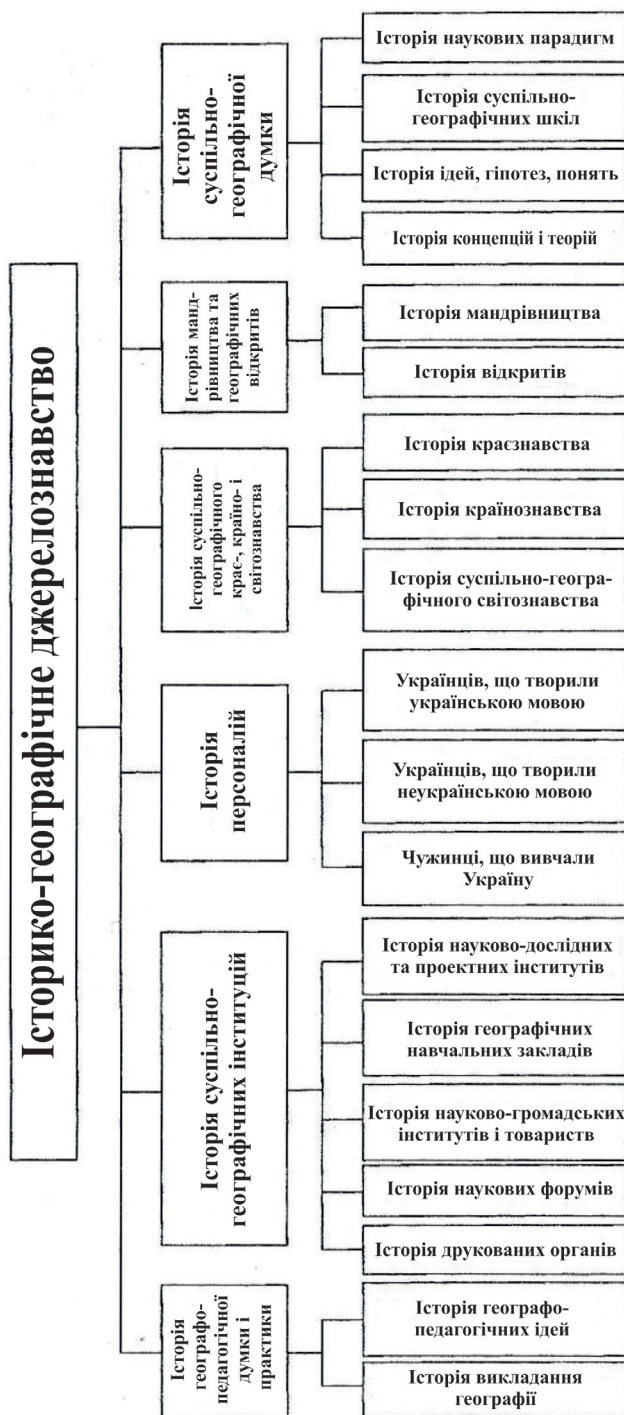 Історико-географічне джерелознавство
Історія
суспільно-
географічної
думки
Історія наукових парадигм
Історія суспільно-
географічних шкіл
Історія ідей, гіпотез, понять
Історія концепцій і теорій
Історія манд-
рівництва та
географічних
відкритів
Історія мандрівництва
Історія відкритів
Історія суспільно-
географічного
крає-, країно- і
світознавства
Історія краєзнавства
Історія країнознавства
Історія суспільно-геогра-
фічного світознавства
Історія
персоналій
Українців, що творили
українською мовою
Українців, що творили
неукраїнською мовою
Чужинці, що вивчали
Україну
Історія суспільно-
географічних інституцій
Історія науково-дослідних
та проектних інститутів
Історія географічних
навчальних закладів
Історія науково-громадських
інститутів і товариств
Історія наукових форумів
Історія друкованих органів
Історія
географо-
педагогічної
думки і
практики
Історія географо-
педагогічних ідей
Історія викладання
географії